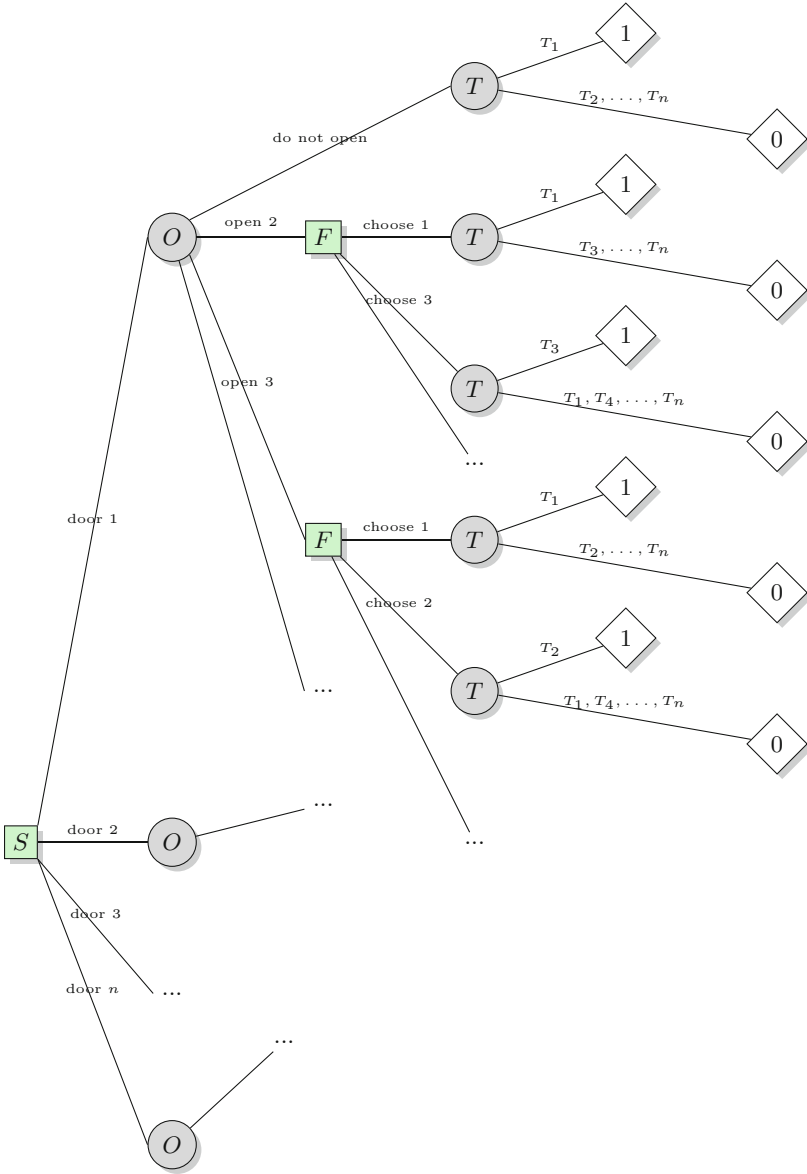 1
T₁
T
T₂, . . . , Tₙ
do not open
0
1
T₁
open 2
choose 1
O
F
T
T₃, . . . , Tₙ
0
choose 3
1
T₃
open 3
T
T₁, T₄, . . . , Tₙ
0
...
1
T₁
door 1
choose 1
F
T
T₂, . . . , Tₙ
0
choose 2
1
T₂
...
T
T₁, T₄, . . . , Tₙ
0
...
door 2
S
O
...
door 3
door n
...
...
O